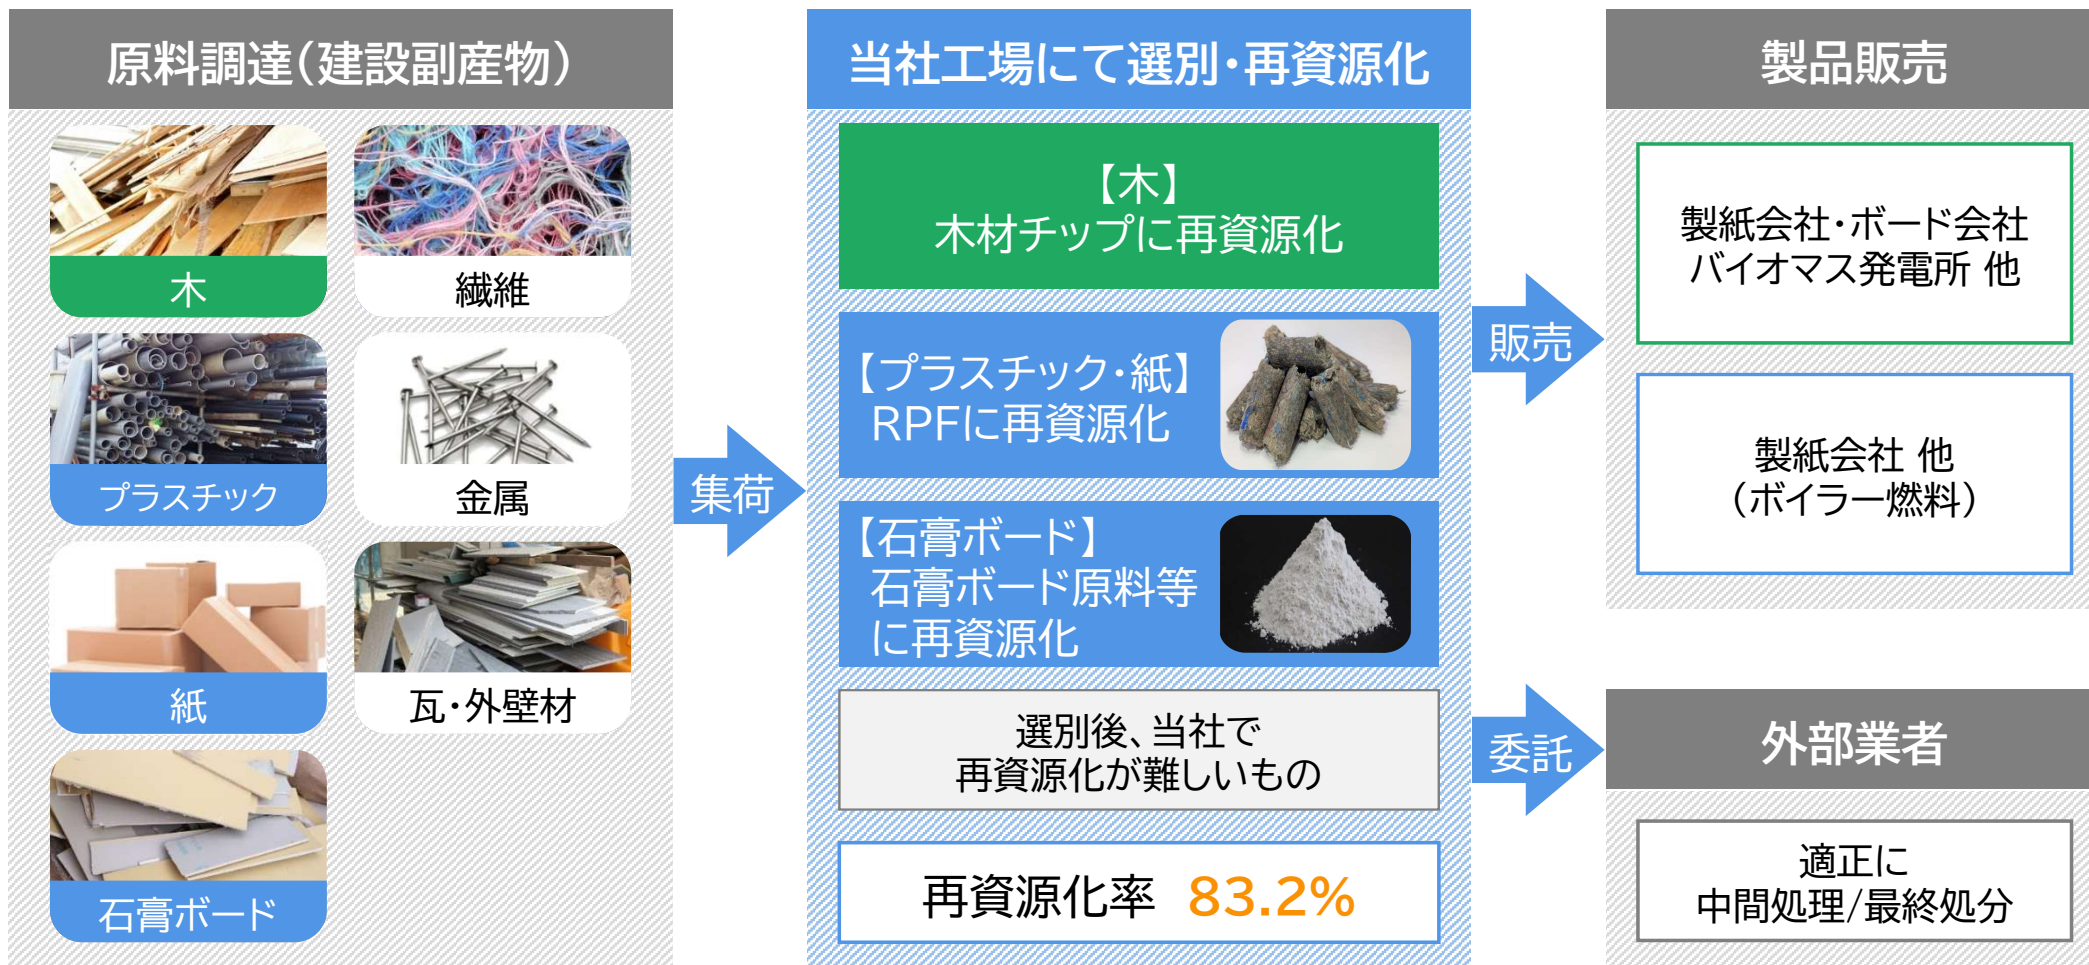 原料調達（建設副産物）
木
繊維
プラスチック
金属
紙
瓦・外壁材
石膏ボード
集荷
当社工場にて選別・再資源化
【木】
木材チップに再資源化
【プラスチック・紙】
RPFに再資源化
【石膏ボード】
石膏ボード原料等
に再資源化
選別後、当社で
再資源化が難しいもの
再資源化率 83.2%
販売
委託
製品販売
製紙会社・ボード会社
バイオマス発電所 他
製紙会社 他
（ボイラー燃料）
外部業者
適正に
中間処理/最終処分